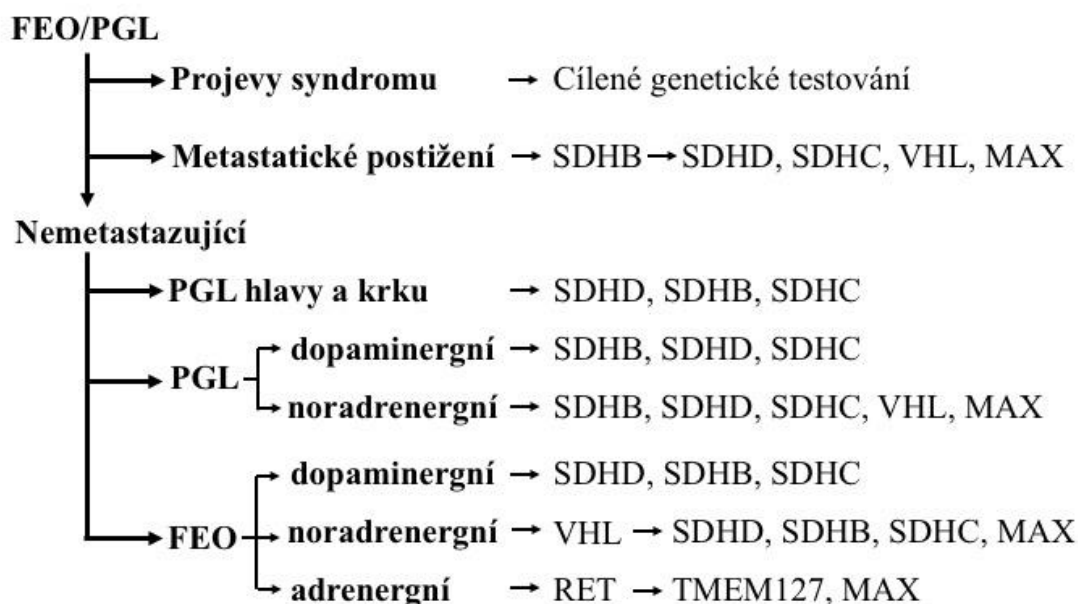 FEO/PGL
Projevy syndromu → Cílené genetické testování
Metastatické postižení → SDHB → SDHD, SDHC, VHL, MAX
Nemetastazující
PGL hlavy a krku → SDHD, SDHB, SDHC
dopaminergní → SDHB, SDHD, SDHC
PGL
noradrenergní → SDHB, SDHD, SDHC, VHL, MAX
dopaminergní → SDHD, SDHB, SDHC
FEO noradrenergní → VHL → SDHD, SDHB, SDHC, MAX
adrenergní → RET → TMEM127, MAX